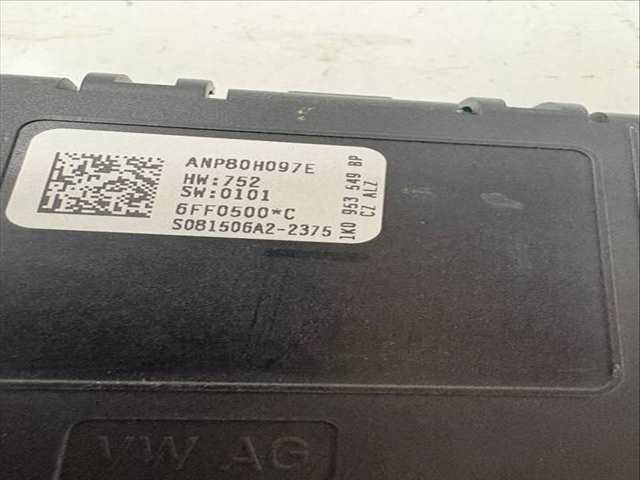 ANP80H097E
HW:752
SW:0101
6FF0500*C
S081506A2-2375
1K0 953 549 BP
CZ ALZ
VW AG